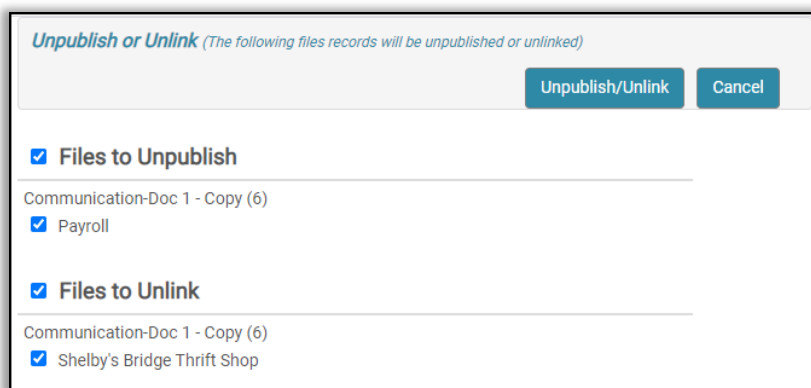 Unpublish or Unlink (The following files records will be unpublished or unlinked)
Unpublish/Unlink Cancel
Files to Unpublish
Communication-Doc 1 - Copy (6)
Payroll
Files to Unlink
Communication-Doc 1 - Copy (6)
Shelby's Bridge Thrift Shop